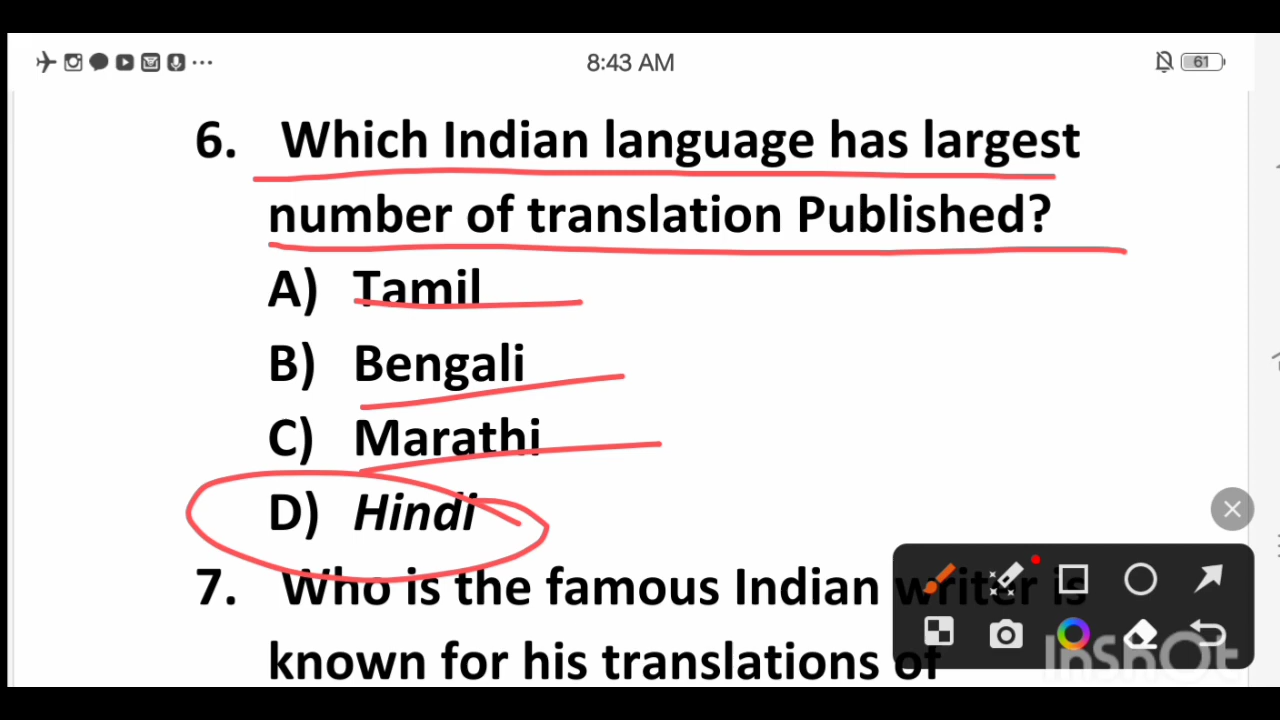 8:43 AM
61
6. Which Indian language has largest
number of translation Published?
A) Tamil
B) Bengali
C) Marathi
D) Hindi
7. Who is the famous Indian writer is
known for his translations of
InShOt